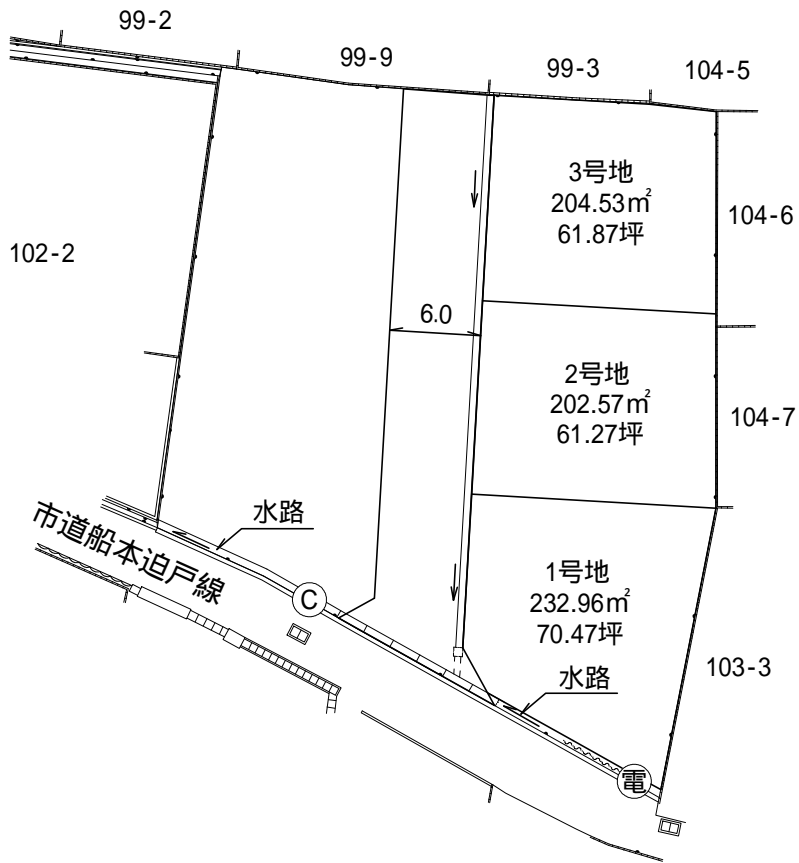 99-2
99-9
99-3
104-5
3号地
204.53㎡
61.87坪
104-6
102-2
6.0
2号地
202.57㎡
61.27坪
104-7
水路
市道船本迫戸線
C
1号地
232.96㎡
70.47坪
103-3
水路
電